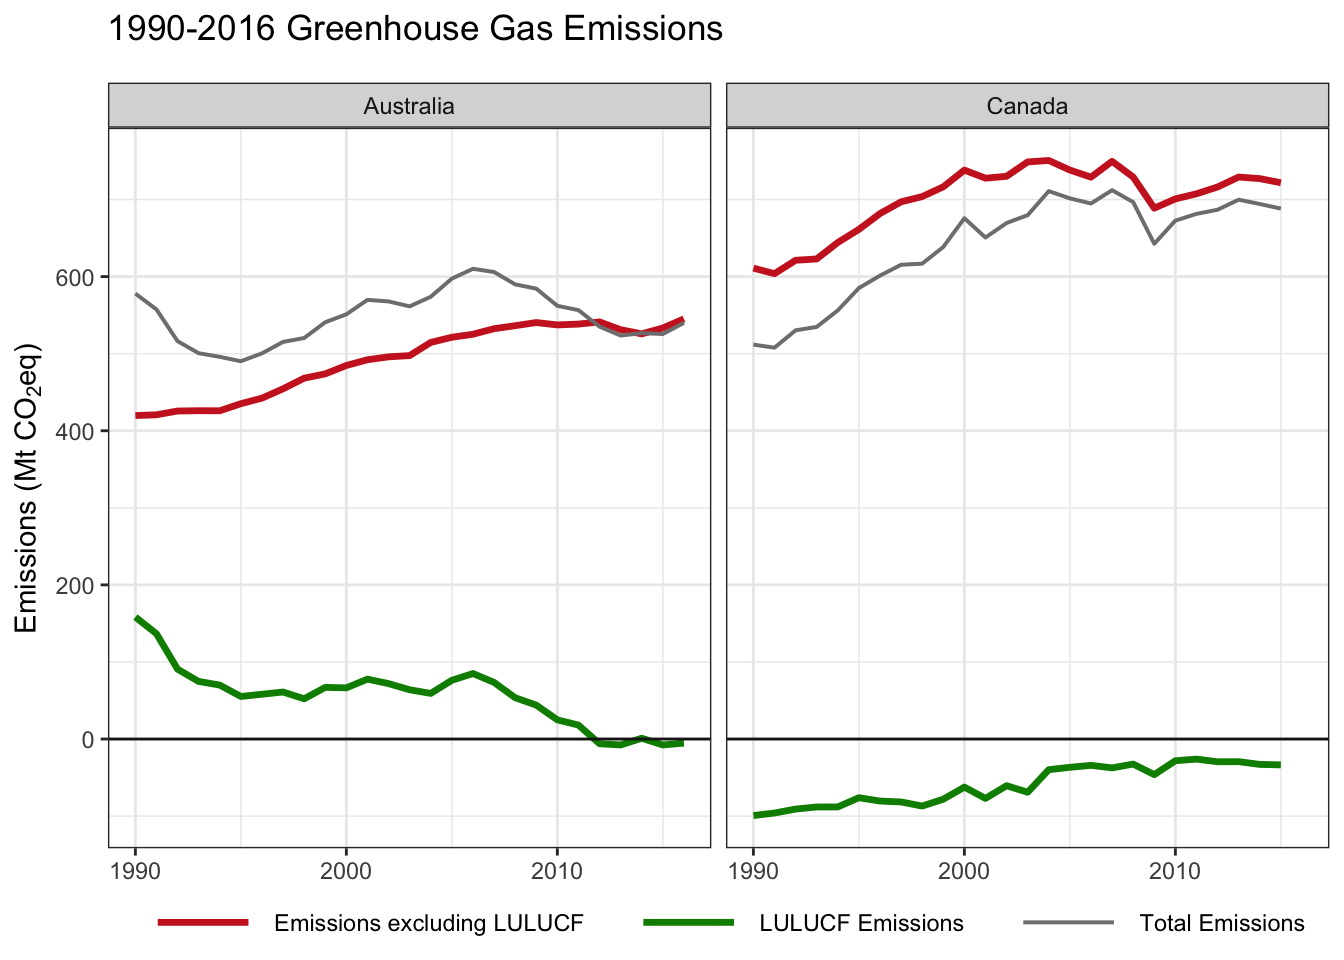 1990-2016 Greenhouse Gas Emissions
Australia
Canada
Emissions (Mt CO₂eq)
600
400
200
0
1990
2000
2010
1990
2000
2010
Emissions excluding LULUCF
LULUCF Emissions
Total Emissions